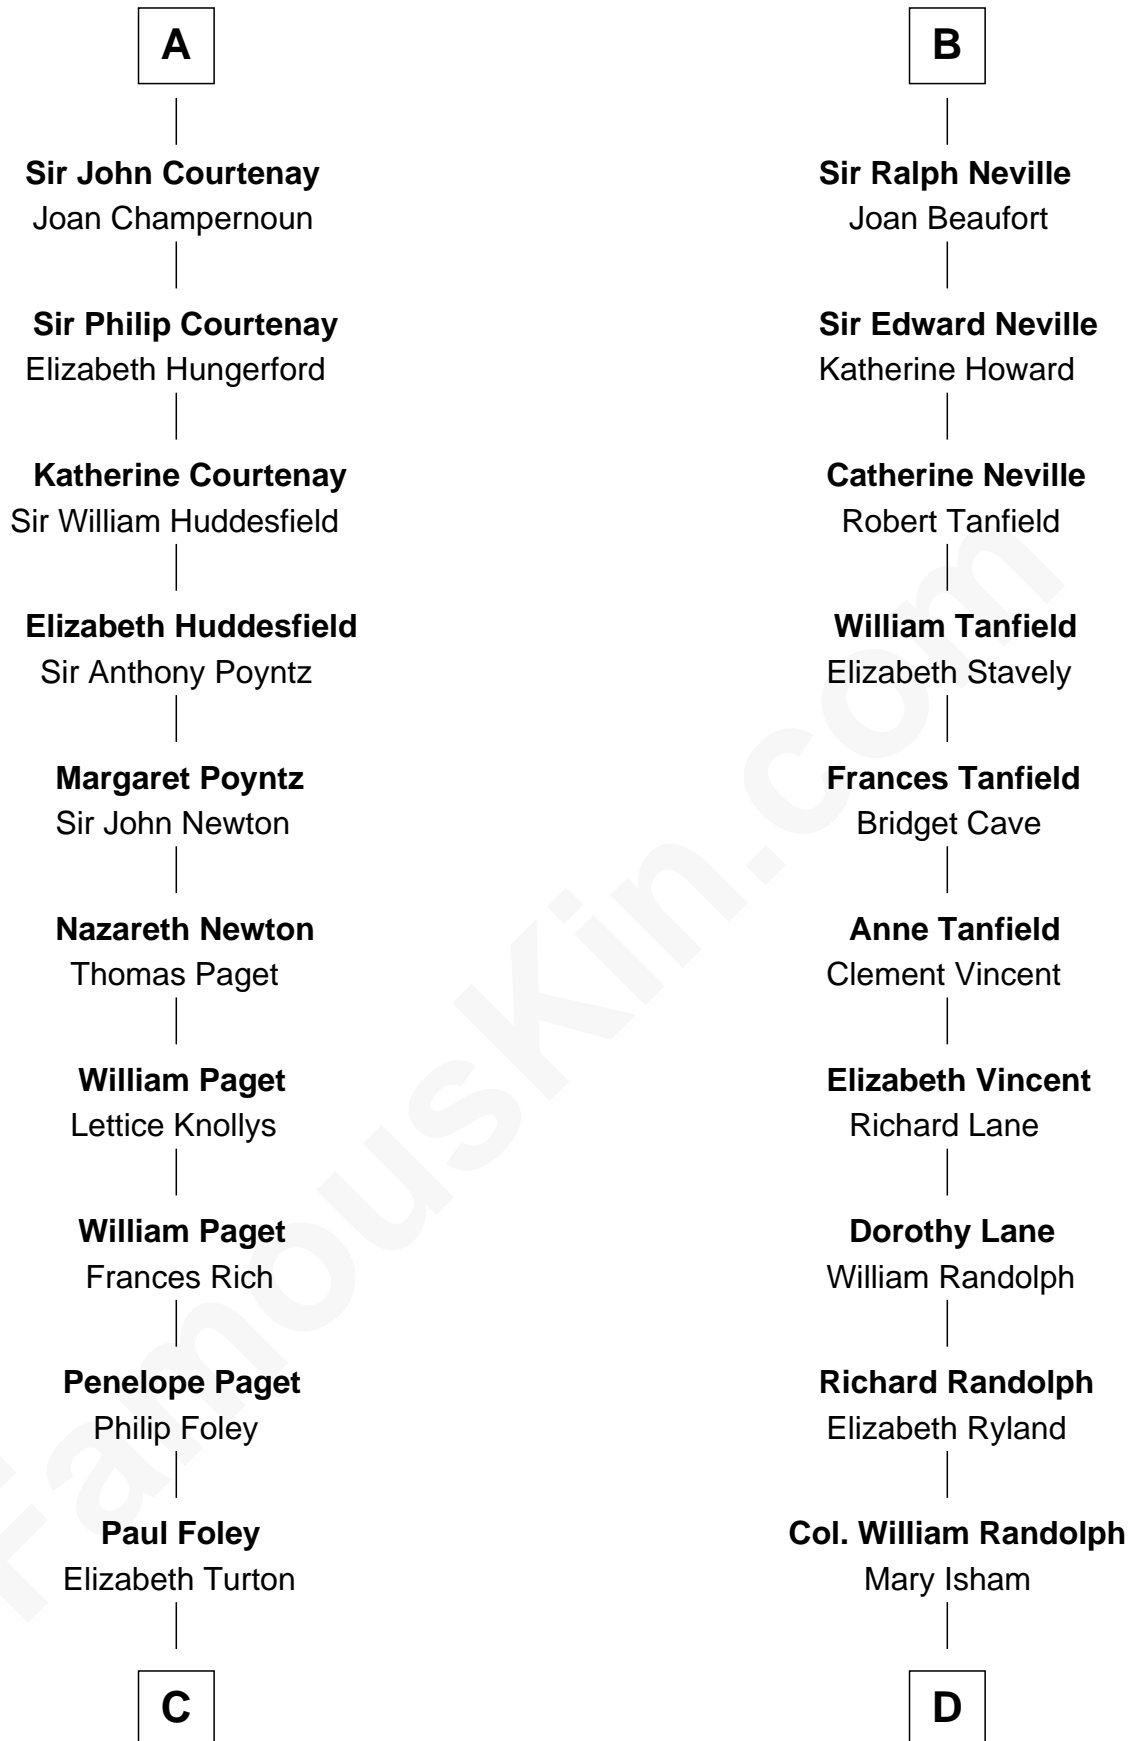 A
Sir John Courtenay
Joan Champernoun
Sir Philip Courtenay
Elizabeth Hungerford
Katherine Courtenay
Sir William Huddesfield
Elizabeth Huddesfield
Sir Anthony Poyntz
Margaret Poyntz
Sir John Newton
Nazareth Newton
Thomas Paget
William Paget
Lettice Knollys
William Paget
Frances Rich
Penelope Paget
Philip Foley
Paul Foley
Elizabeth Turton
C
B
Sir Ralph Neville
Joan Beaufort
Sir Edward Neville
Katherine Howard
Catherine Neville
Robert Tanfield
William Tanfield
Elizabeth Stavely
Frances Tanfield
Bridget Cave
Anne Tanfield
Clement Vincent
Elizabeth Vincent
Richard Lane
Dorothy Lane
William Randolph
Richard Randolph
Elizabeth Ryland
Col. William Randolph
Mary Isham
D
FamousKin.com